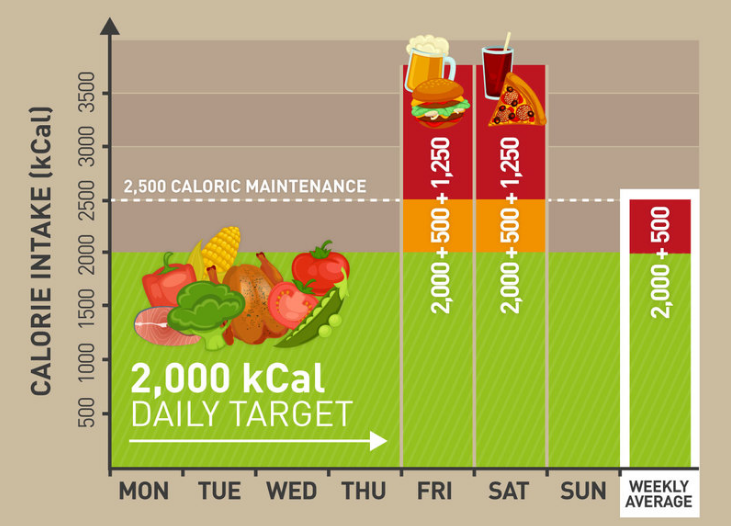 CALORIE INTAKE (kCal)
3500
3000
2500
2000
1500
1000
500
2,500 CALORIC MAINTENANCE
2,000 kCal
DAILY TARGET
2,000 + 500 + 1,250
2,000 + 500 + 1,250
2,000 + 500
MON TUE WED THU FRI SAT SUN WEEKLY
AVERAGE